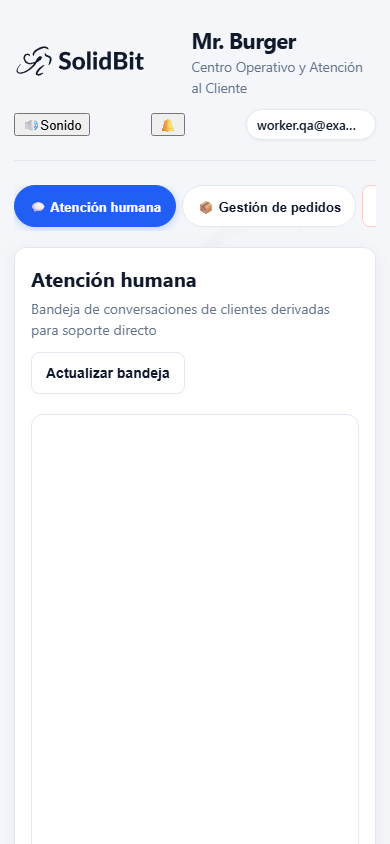 SolidBit
Mr. Burger
Centro Operativo y Atención
al Cliente
Sonido
worker.qa@exa...
Atención humana
Gestión de pedidos
Atención humana
Bandeja de conversaciones de clientes derivadas
para soporte directo
Actualizar bandeja